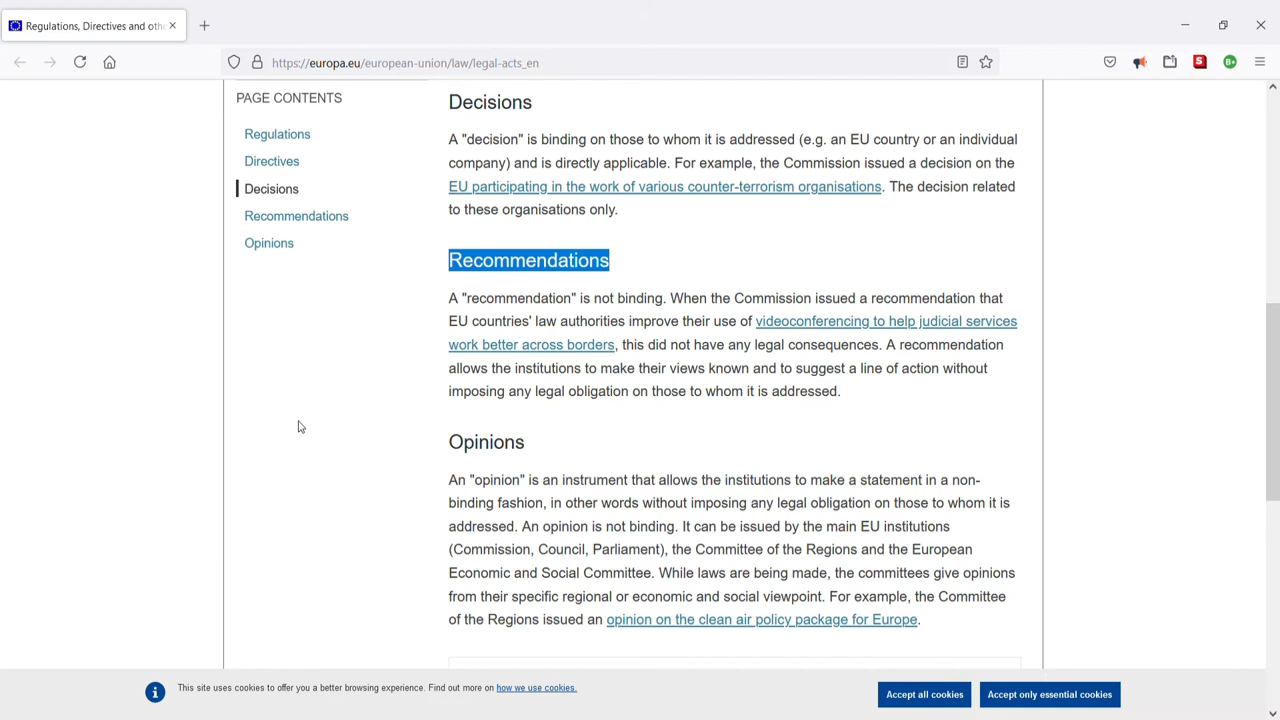 Regulations, Directives and othe
https://europa.eu/european-union/law/legal-acts_en
S
B+
PAGE CONTENTS
Regulations
Directives
Decisions
Recommendations
Opinions
Decisions
A "decision" is binding on those to whom it is addressed (e.g. an EU country or an individual
company) and is directly applicable. For example, the Commission issued a decision on the
EU participating in the work of various counter-terrorism organisations. The decision related
to these organisations only.
Recommendations
A "recommendation" is not binding. When the Commission issued a recommendation that
EU countries' law authorities improve their use of videoconferencing to help judicial services
work better across borders, this did not have any legal consequences. A recommendation
allows the institutions to make their views known and to suggest a line of action without
imposing any legal obligation on those to whom it is addressed.
Opinions
An "opinion" is an instrument that allows the institutions to make a statement in a non-
binding fashion, in other words without imposing any legal obligation on those to whom it is
addressed. An opinion is not binding. It can be issued by the main EU institutions
(Commission, Council, Parliament), the Committee of the Regions and the European
Economic and Social Committee. While laws are being made, the committees give opinions
from their specific regional or economic and social viewpoint. For example, the Committee
of the Regions issued an opinion on the clean air policy package for Europe.
This site uses cookies to offer you a better browsing experience. Find out more on how we use cookies.
Accept all cookies
Accept only essential cookies